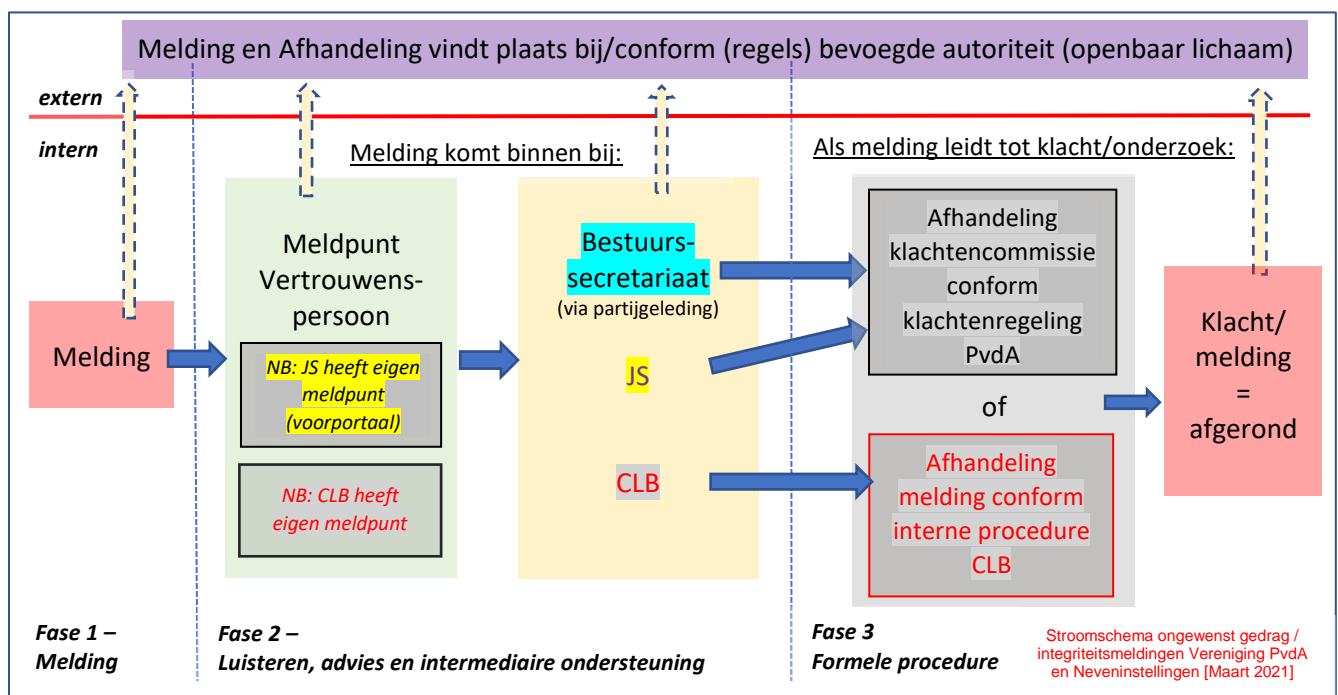 Melding en Afhandeling vindt plaats bij/conform (regels) bevoegde autoriteit (openbaar lichaam)
extern
intern
Melding komt binnen bij:
Als melding leidt tot klacht/onderzoek:
Melding
Meldpunt
Vertrouwens-
persoon
NB: JS heeft eigen
meldpunt
(voorportaal)
NB: CLB heeft
eigen meldpunt
Bestuurs-
secretariaat
(via partijgeleding)
JS
CLB
Afhandeling
klachtencommissie
conform
klachtenregeling
PvdA
of
Afhandeling
melding conform
interne procedure
CLB
Klacht/
melding
=
afgerond
Fase 1 –
Melding
Fase 2 –
Luisteren, advies en intermediaire ondersteuning
Fase 3
Formele procedure
Stroomschema ongewenst gedrag /
integriteitsmeldingen Vereniging PvdA
en Neveninstellingen [Maart 2021]